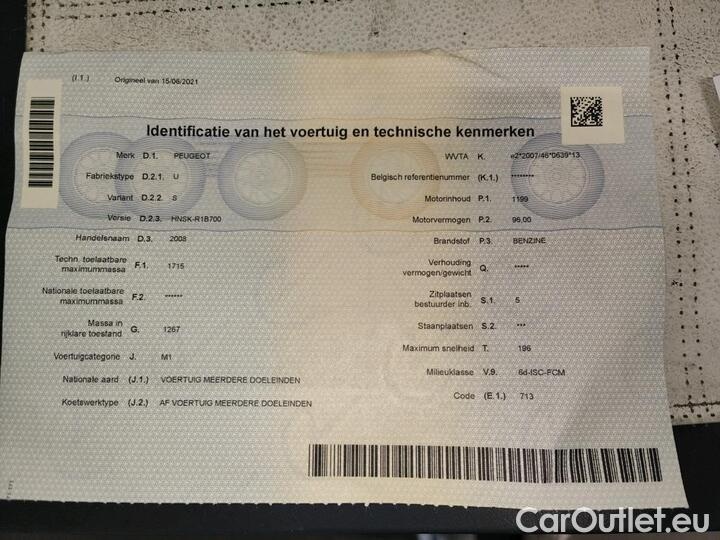 (I.1.) Origineel van 15/06/2021
Identificatie van het voertuig en technische kenmerken
Merk D.1. PEUGEOT
Fabriekstype D.2.1. U
Variant D.2.2. S
Versie D.2.3. HNSK-R1B700
Handelsnaam D.3. 2008
Techn. toelaatbare
maximummassa F.1. 1715
Nationale toelaatbare
maximummassa F.2. ******
Massa in
rijklare toestand G. 1267
Voertuigcategorie J. M1
Nationale aard (J.1.) VOERTUIG MEERDERE DOELEINDEN
Koetswerktype (J.2.) AF VOERTUIG MEERDERE DOELEINDEN
WVTA K. e2*2007/46*0639*13
Belgisch referentienummer (K.1.) ********
Motorinhoud P.1. 1199
Motorvermogen P.2. 96,00
Brandstof P.3. BENZINE
Verhouding
vermogen/gewicht Q. *****
Zitplaatsen
bestuurder inb. S.1. 5
Staanplaatsen S.2. ***
Maximum snelheid T. 196
Milieuklasse V.9. 6d-ISC-FCM
Code (E.1.) 713
CarOutlet.eu